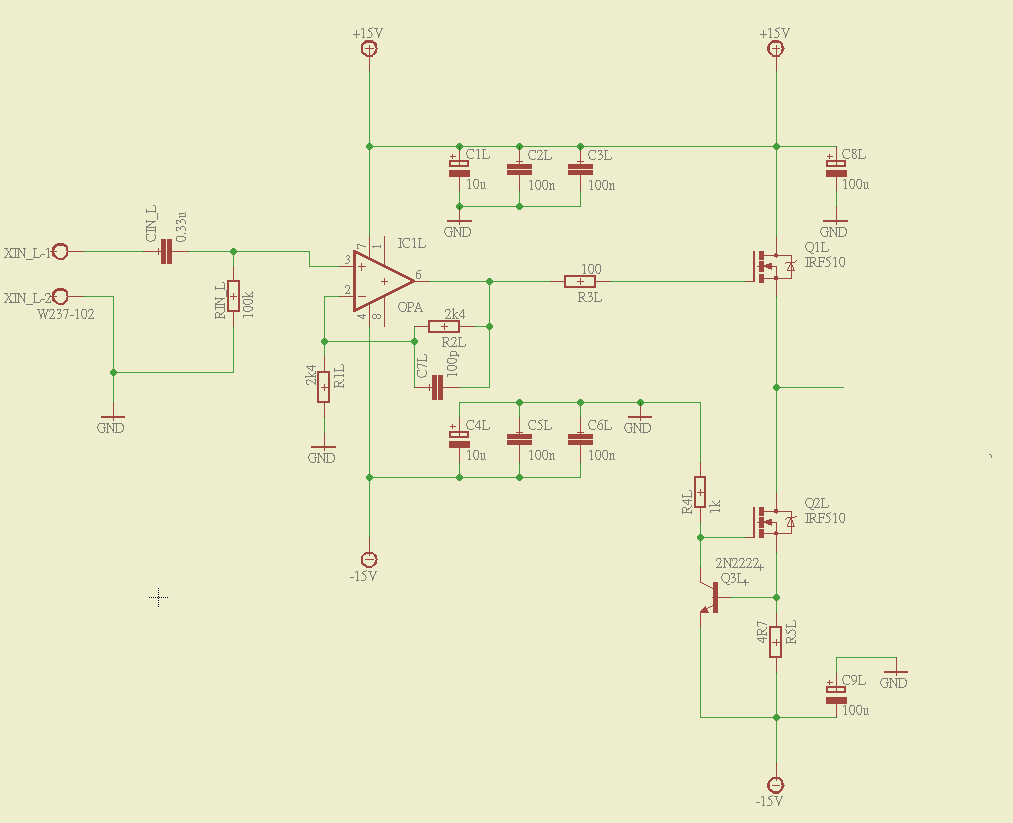 +15V
+15V
C1L
10u
C2L
100n
C3L
100n
C8L
100u
GND
GND
CIN_L
0.33u
XIN_L-1
XIN_L-2
W237-102
RIN_L
100k
GND
IC1L
OPA
7
1
3
2
6
4
8
100
R3L
Q1L
IRF510
2k4
R2L
C7L
100p
2k4
R1L
GND
C4L
10u
C5L
100n
C6L
100n
GND
-15V
R4L
1k
Q2L
IRF510
2N2222
Q3L
4R7
R5L
C9L
100u
GND
-15V